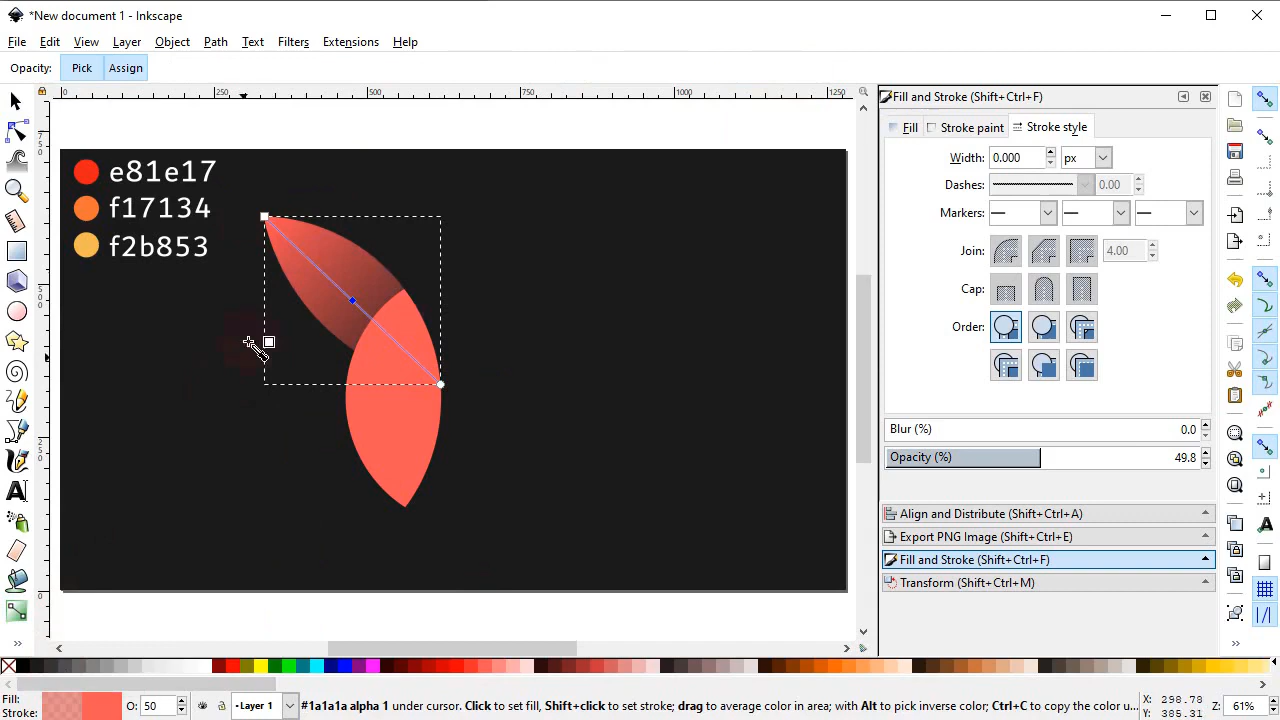 *New document 1 - Inkscape
File Edit View Layer Object Path Text Filters Extensions Help
Opacity: Pick Assign
Fill and Stroke (Shift+Ctrl+F)
0 250 500 750 1000 1250
Fill Stroke paint Stroke style
Width: 0.000 px
Dashes: 0.00
Markers:
Join: 4.00
Cap:
Order:
e81e17
f17134
f2b853
Blur (%) 0.0
Opacity (%) 49.8
Align and Distribute (Shift+Ctrl+A)
Export PNG Image (Shift+Ctrl+E)
Fill and Stroke (Shift+Ctrl+F)
Transform (Shift+Ctrl+M)
Fill: O: 50 Layer 1 #1a1a1a alpha 1 under cursor. Click to set fill, Shift+click to set stroke; drag to average color in area; with Alt to pick inverse color; Ctrl+C to copy the color u... X: 298.78 Z: 61%
Stroke: Y: 385.31